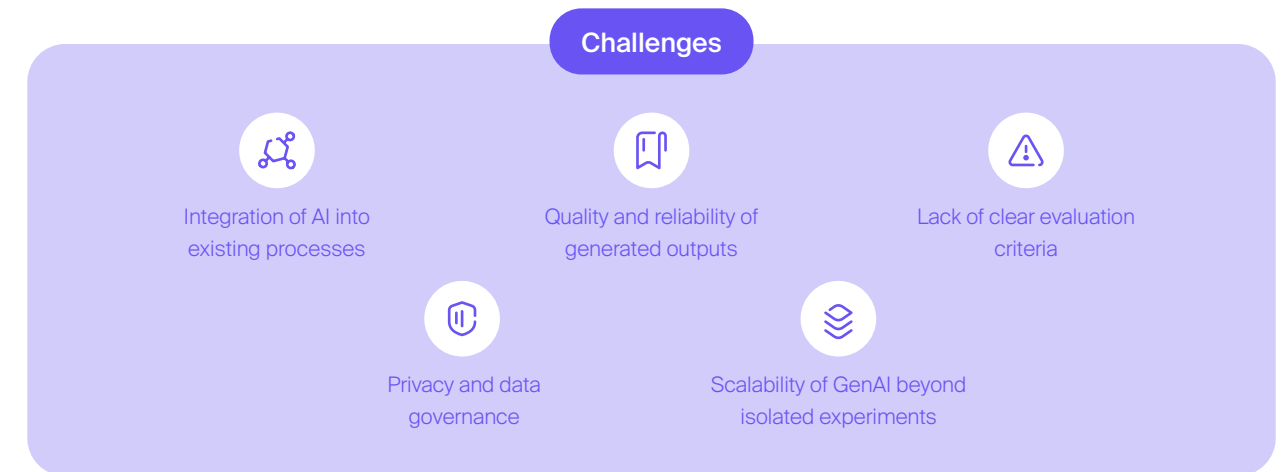 Challenges
Integration of AI into
existing processes
Quality and reliability of
generated outputs
Lack of clear evaluation
criteria
Privacy and data
governance
Scalability of GenAI beyond
isolated experiments